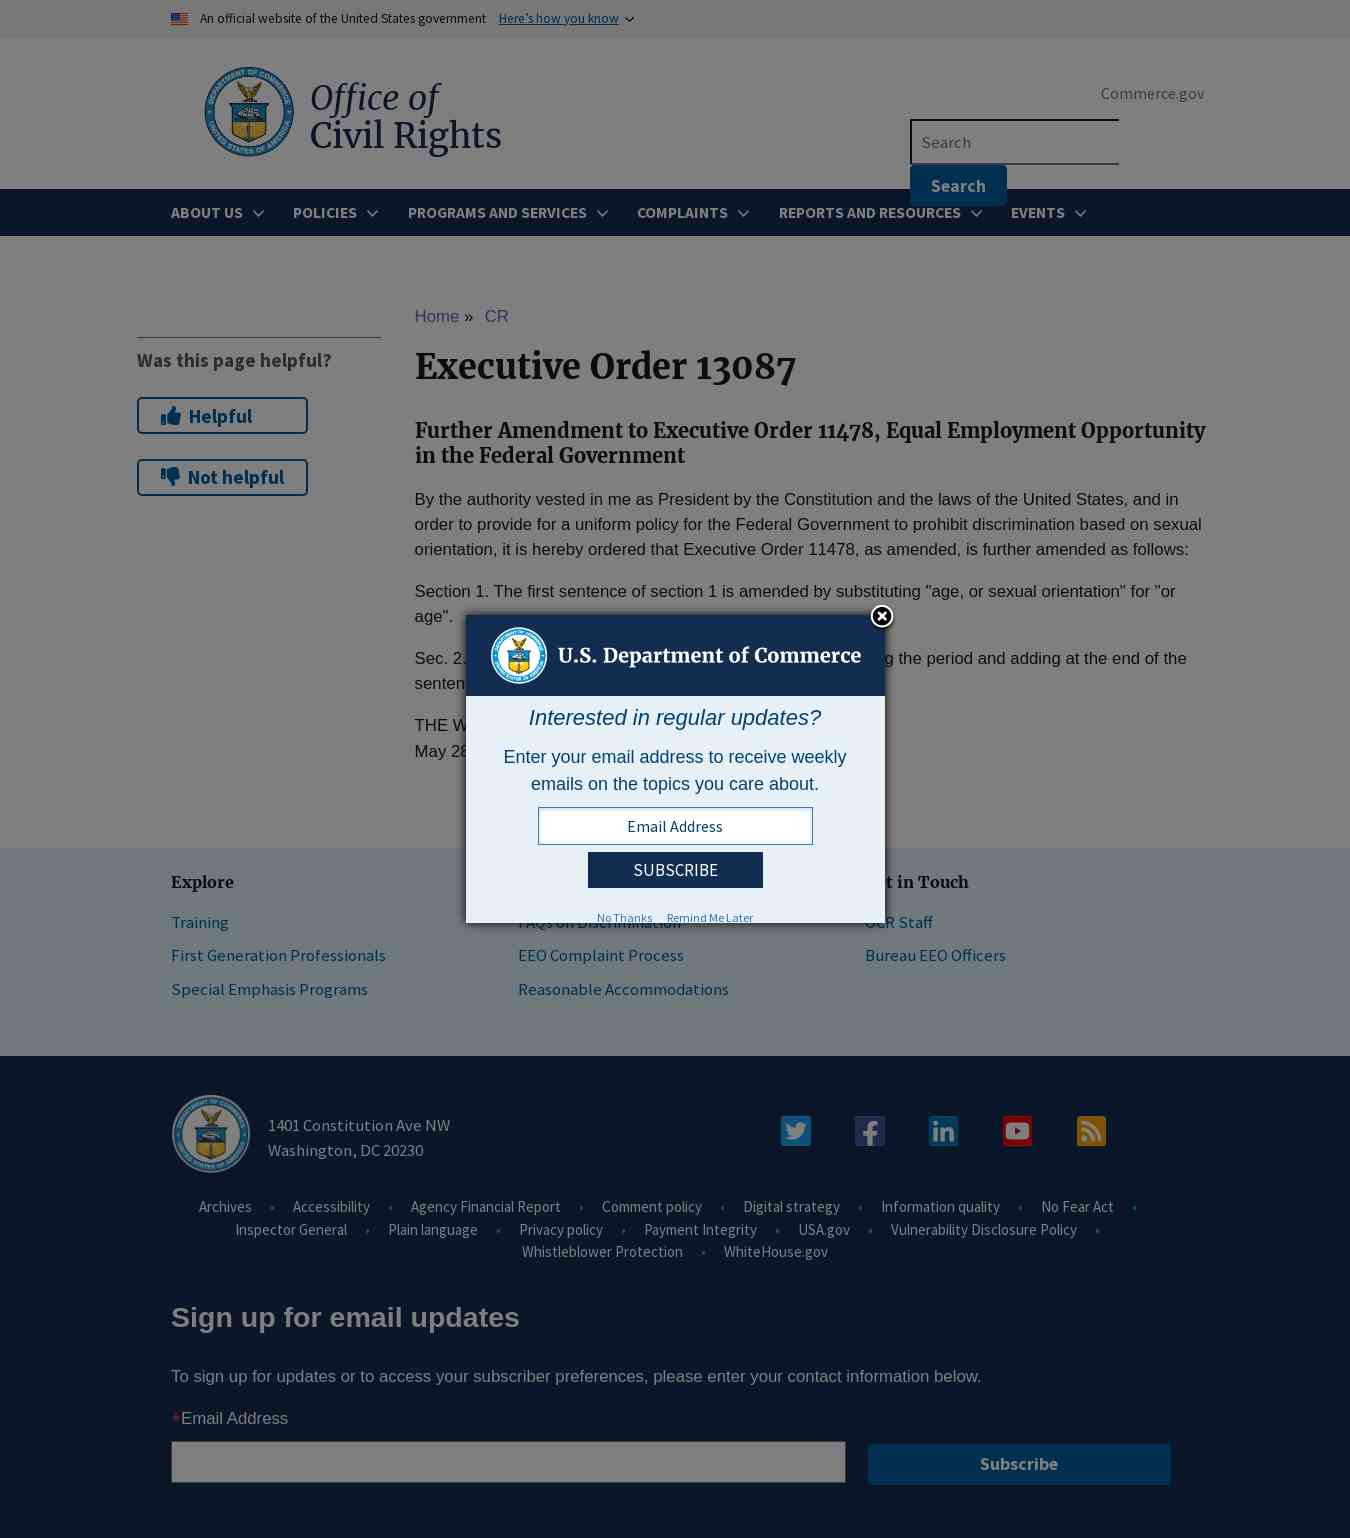 An official website of the United States government Here's how you know
Office of
Civil Rights
Commerce.gov
Search
Search
ABOUT US POLICIES PROGRAMS AND SERVICES COMPLAINTS REPORTS AND RESOURCES EVENTS
Home » CR
Was this page helpful?
Helpful
Not helpful
Executive Order 13087
Further Amendment to Executive Order 11478, Equal Employment Opportunity
in the Federal Government
By the authority vested in me as President by the Constitution and the laws of the United States, and in
order to provide for a uniform policy for the Federal Government to prohibit discrimination based on sexual
orientation, it is hereby ordered that Executive Order 11478, as amended, is further amended as follows:
Section 1. The first sentence of section 1 is amended by substituting "age, or sexual orientation" for "or
age".
Sec. 2. the period and adding at the end of the
THE
May 28
U.S. Department of Commerce
Interested in regular updates?
Enter your email address to receive weekly
emails on the topics you care about.
Email Address
SUBSCRIBE
No Thanks Remind Me Later
Explore
Training
First Generation Professionals
Special Emphasis Programs
FAQs on Discrimination
EEO Complaint Process
Reasonable Accommodations
in Touch
OCR Staff
Bureau EEO Officers
1401 Constitution Ave NW
Washington, DC 20230
Archives • Accessibility • Agency Financial Report • Comment policy • Digital strategy • Information quality • No Fear Act •
Inspector General • Plain language • Privacy policy • Payment Integrity • USA.gov • Vulnerability Disclosure Policy •
Whistleblower Protection • WhiteHouse.gov
Sign up for email updates
To sign up for updates or to access your subscriber preferences, please enter your contact information below.
*Email Address
Subscribe